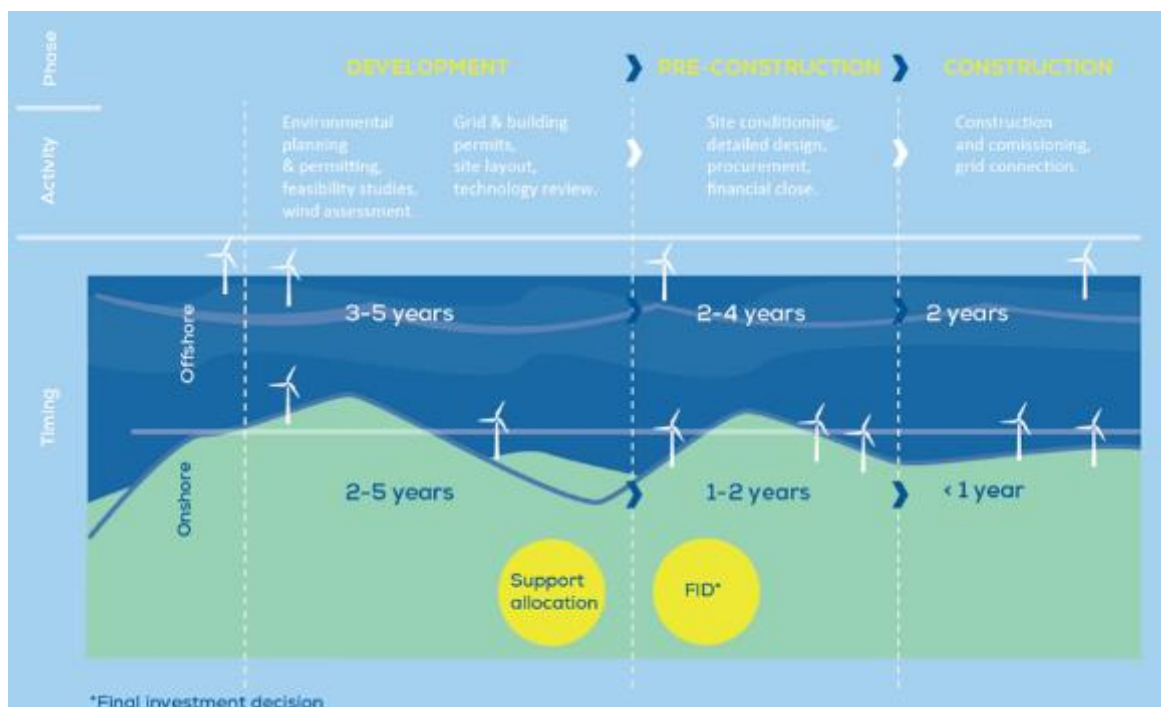 Phase
DEVELOPMENT
PRE-CONSTRUCTION
CONSTRUCTION
Activity
Environmental
planning
& permitting,
feasibility studies,
wind assessment.
Grid & building
permits,
site layout,
technology review.
Site conditioning,
detailed design,
procurement,
financial close.
Construction
and comissioning,
grid connection.
Timing
Offshore
3-5 years
2-4 years
2 years
Onshore
2-5 years
1-2 years
< 1 year
Support
allocation
FID*
*Final investment decision